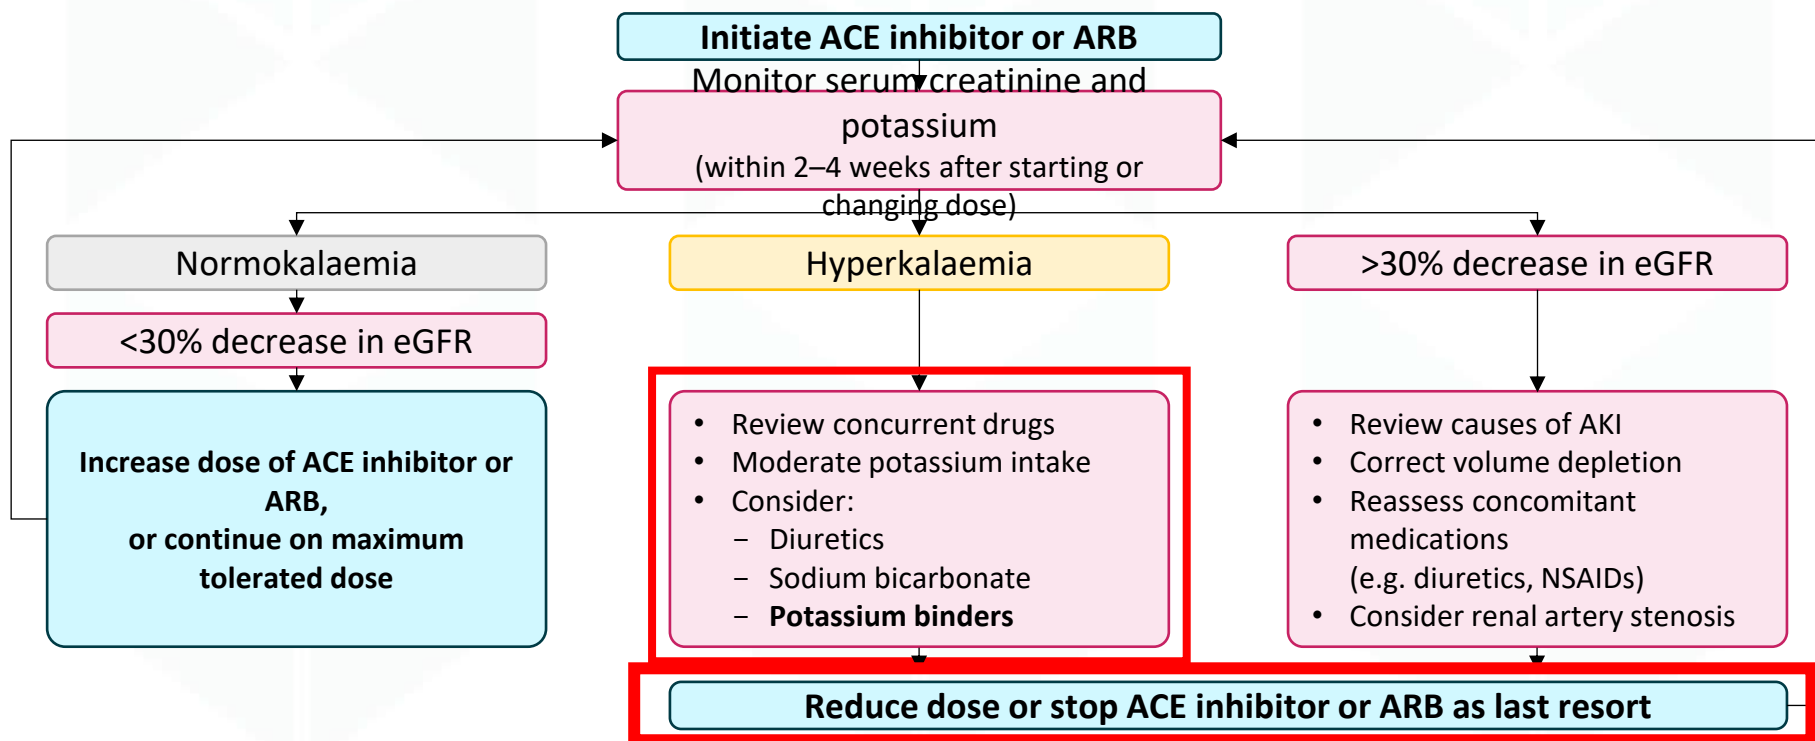 Initiate ACE inhibitor or ARB
Monitor serum creatinine and
potassium
(within 2–4 weeks after starting or
changing dose)
Normokalaemia
Hyperkalaemia
>30% decrease in eGFR
<30% decrease in eGFR
Increase dose of ACE inhibitor or
ARB,
or continue on maximum
tolerated dose
• Review concurrent drugs
• Moderate potassium intake
• Consider:
− Diuretics
− Sodium bicarbonate
− Potassium binders
• Review causes of AKI
• Correct volume depletion
• Reassess concomitant
medications
(e.g. diuretics, NSAIDs)
• Consider renal artery stenosis
Reduce dose or stop ACE inhibitor or ARB as last resort